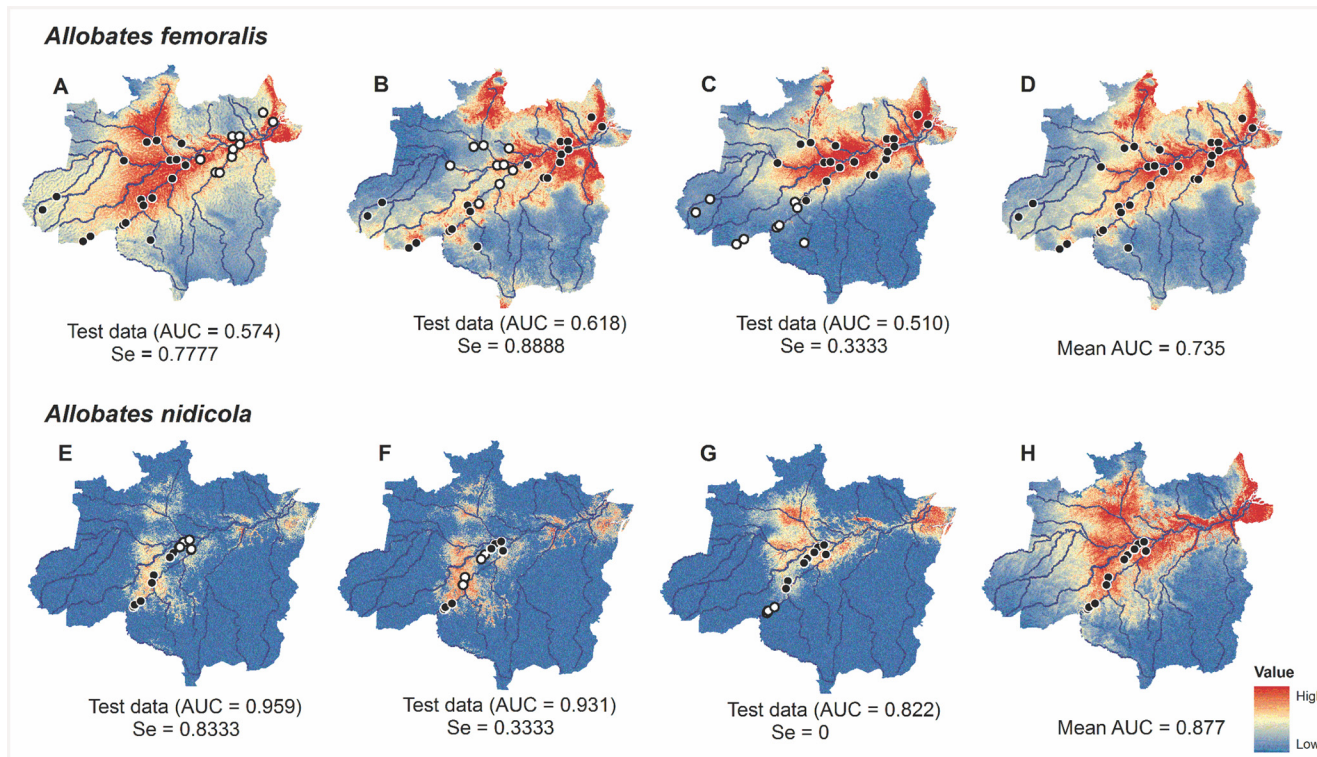 Allobates femoralis
A
B
C
D
Test data (AUC = 0.574)
Se = 0.7777
Test data (AUC = 0.618)
Se = 0.8888
Test data (AUC = 0.510)
Se = 0.3333
Mean AUC = 0.735
Allobates nidicola
E
F
G
H
Test data (AUC = 0.959)
Se = 0.8333
Test data (AUC = 0.931)
Se = 0.3333
Test data (AUC = 0.822)
Se = 0
Mean AUC = 0.877
Value
High
Low